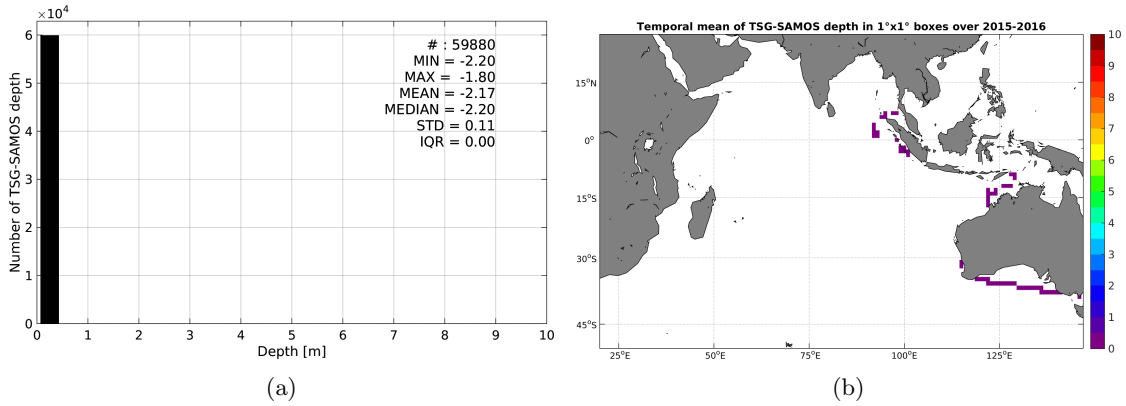 ×10⁴
6
5
4
3
2
1
0
Number of TSG-SAMOS depth
# : 59880
MIN = -2.20
MAX = -1.80
MEAN = -2.17
MEDIAN = -2.20
STD = 0.11
IQR = 0.00
0 1 2 3 4 5 6 7 8 9 10
Depth [m]
(a)
Temporal mean of TSG-SAMOS depth in 1°x1° boxes over 2015-2016
15°N
0°
15°S
30°S
45°S
25°E 50°E 75°E 100°E 125°E
10
9
8
7
6
5
4
3
2
1
0
(b)